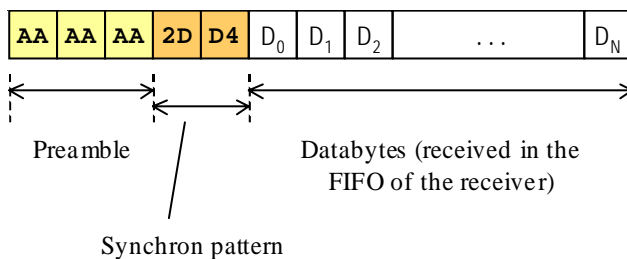 AA AA AA 2D D4 D0 D1 D2 ... DN
Preamble
Databytes (received in the
FIFO of the receiver)
Synchron pattern